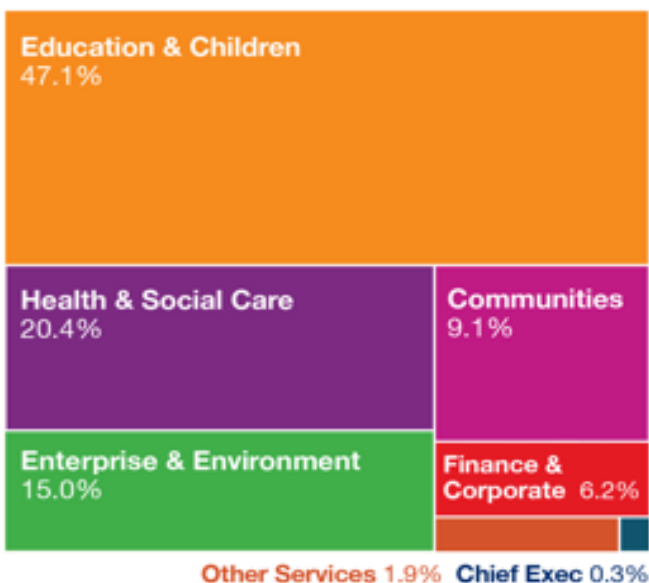 Education & Children
47.1%
Health & Social Care
20.4%
Communities
9.1%
Enterprise & Environment
15.0%
Finance &
Corporate 6.2%
Other Services 1.9% Chief Exec 0.3%